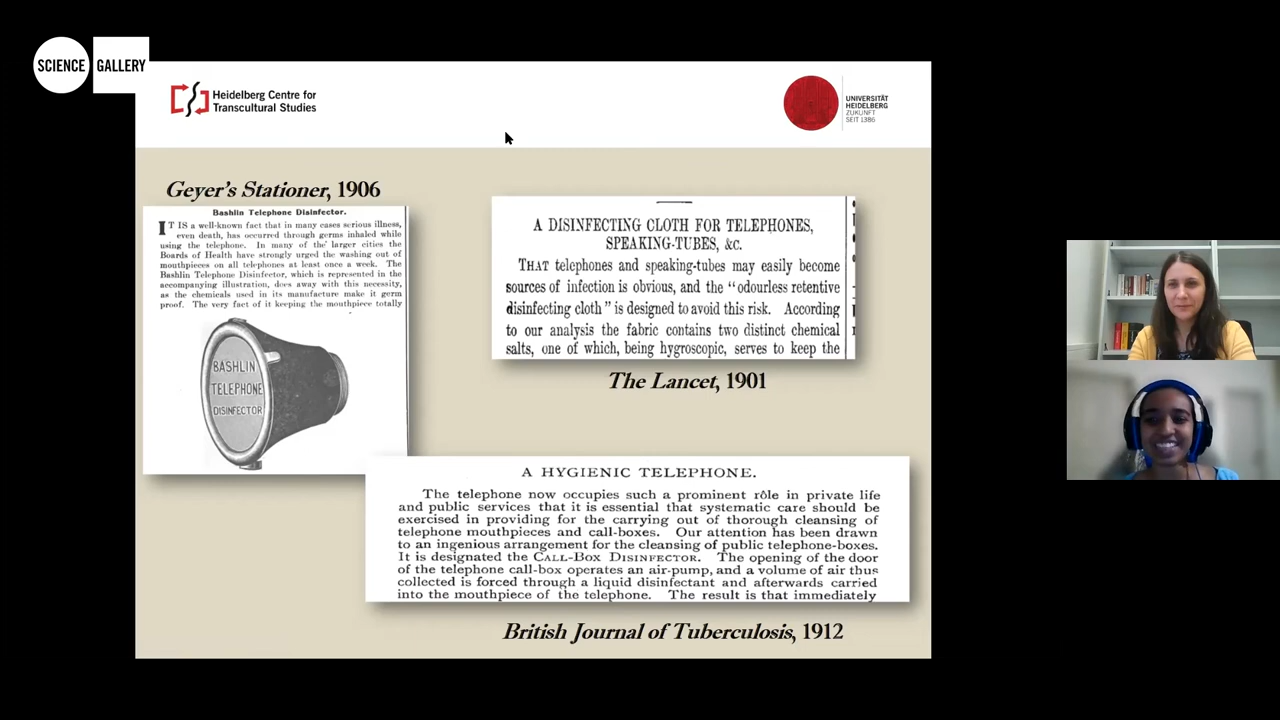 SCIENCE GALLERY
Heidelberg Centre for
Transcultural Studies
UNIVERSITÄT
HEIDELBERG
ZUKUNFT
SEIT 1386
Geyer's Stationer, 1906
Bashlin Telephone Disinfector.
IT IS a well-known fact that in many cases serious illness,
even death, has occurred through germs inhaled while
using the telephone. In many of the larger cities the
Boards of Health have strongly urged the washing out of
mouthpieces on all telephones at least once a week. The
Bashlin Telephone Disinfector, which is represented in the
accompanying illustration, does away with this necessity,
as the chemicals used in its manufacture make it germ
proof. The very fact of it keeping the mouthpiece totally
BASHLIN
TELEPHONE
DISINFECTOR
A DISINFECTING CLOTH FOR TELEPHONES,
SPEAKING-TUBES, &C.
THAT telephones and speaking-tubes may easily become
sources of infection is obvious, and the "odourless retentive
disinfecting cloth" is designed to avoid this risk. According
to our analysis the fabric contains two distinct chemical
salts, one of which, being hygroscopic, serves to keep the
The Lancet, 1901
A HYGIENIC TELEPHONE.
The telephone now occupies such a prominent rôle in private life
and public services that it is essential that systematic care should be
exercised in providing for the carrying out of thorough cleansing of
telephone mouthpieces and call-boxes. Our attention has been drawn
to an ingenious arrangement for the cleansing of public telephone-boxes.
It is designated the CALL-BOX DISINFECTOR. The opening of the door
of the telephone call-box operates an air-pump, and a volume of air thus
collected is forced through a liquid disinfectant and afterwards carried
into the mouthpiece of the telephone. The result is that immediately
British Journal of Tuberculosis, 1912